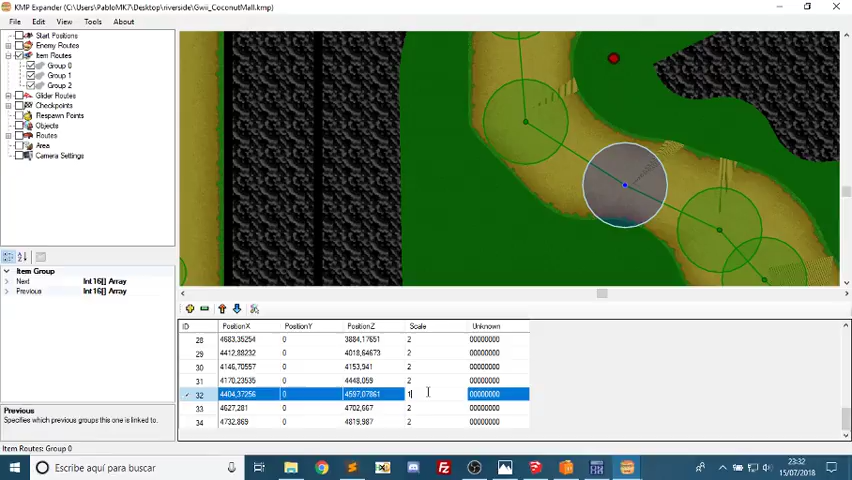 KMP Expander (C:\Users\PabloMK7\Desktop\riverside\Gwii_CoconutMall.kmp)
File Edit View Tools About
Start Positions
Enemy Routes
Item Routes
Group 0
Group 1
Group 2
Glider Routes
Checkpoints
Respawn Points
Objects
Routes
Area
Camera Settings
Item Group
Next Int16[] Array
Previous Int16[] Array
Previous
Specifies which previous groups this one is linked to.
ID PositionX PositionY PositionZ Scale Unknown
28 4683,35254 0 3884,17651 2 00000000
29 4412,88232 0 4018,64673 2 00000000
30 4146,70557 0 4153,941 2 00000000
31 4170,23535 0 4448,059 2 00000000
32 4404,37256 0 4597,07861 1 00000000
33 4627,281 0 4702,667 2 00000000
34 4732,869 0 4819,987 2 00000000
Item Routes: Group 0
Escribe aquí para buscar
23:32
15/07/2018